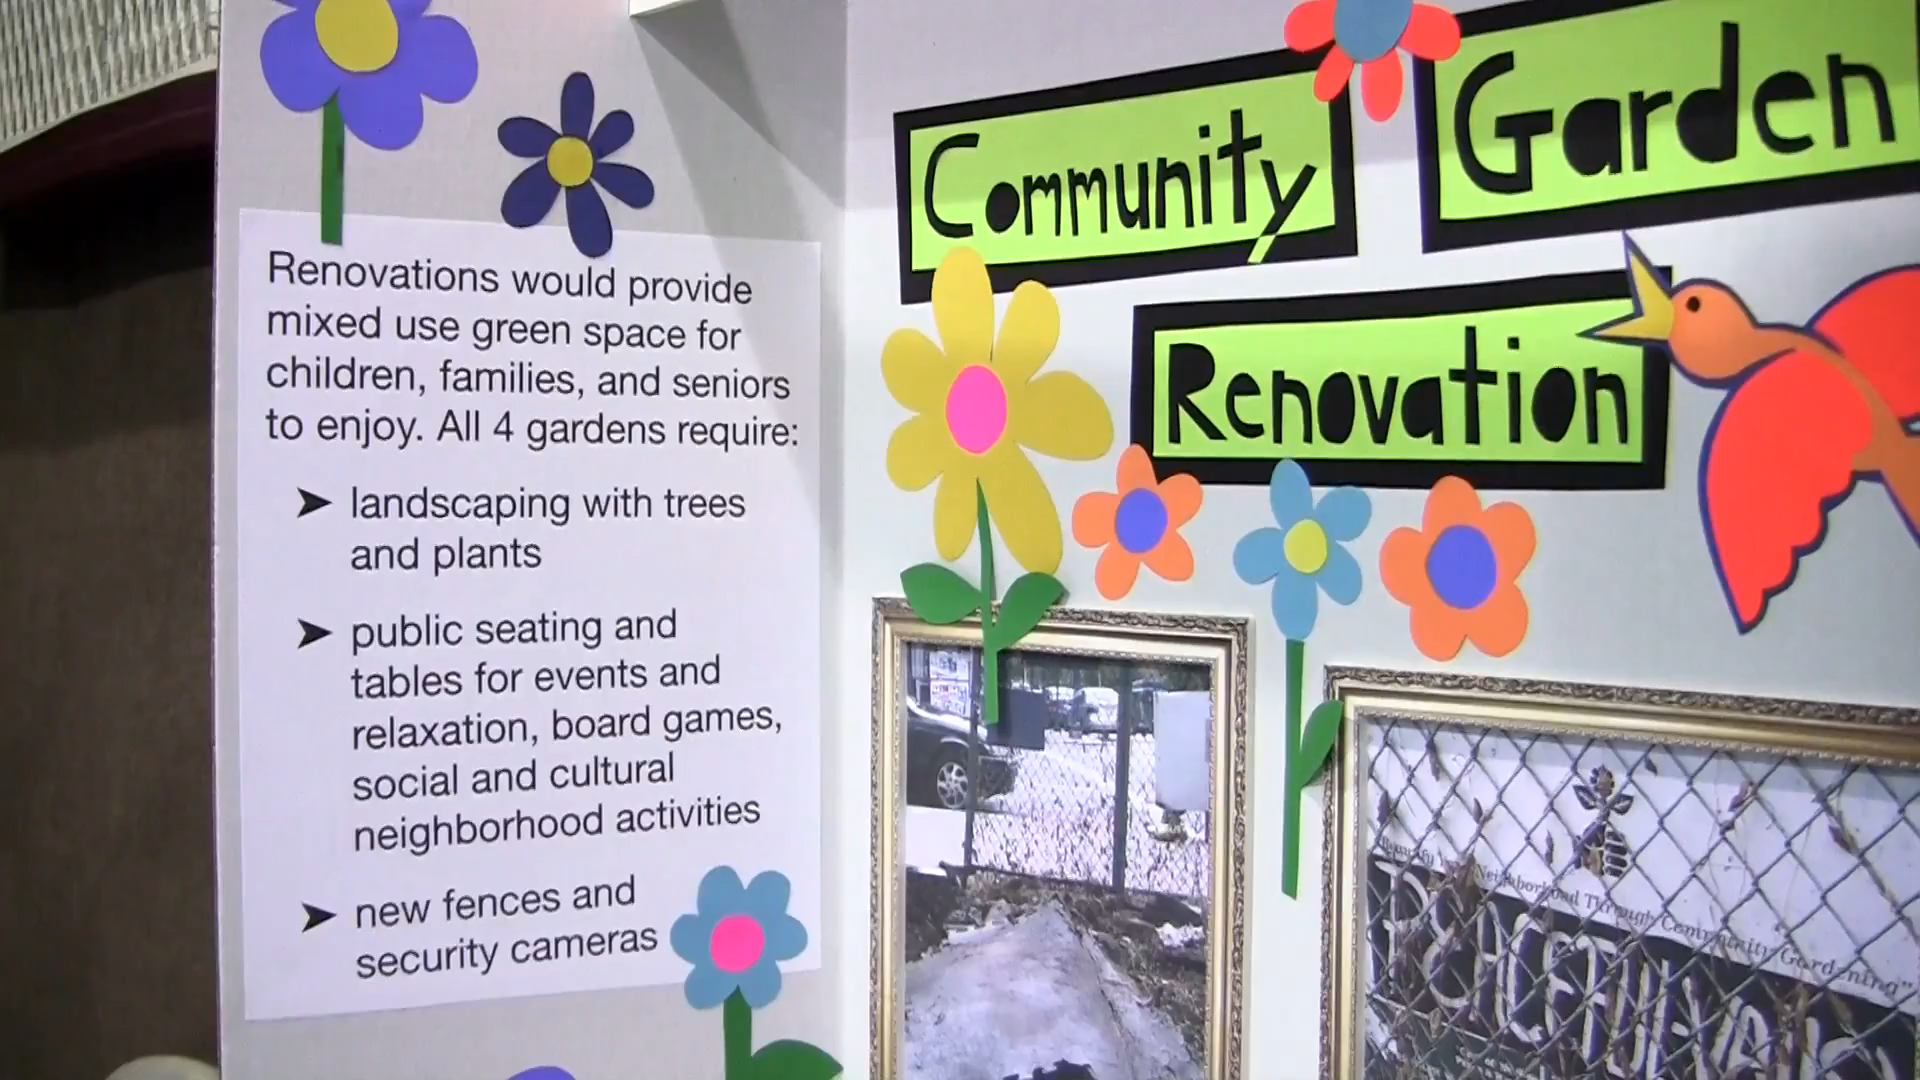 Renovations would provide
mixed use green space for
children, families, and seniors
to enjoy. All 4 gardens require:
➤ landscaping with trees
and plants
➤ public seating and
tables for events and
relaxation, board games,
social and cultural
neighborhood activities
➤ new fences and
security cameras
Community Garden
Renovation
Neighborhood Through Community Gardening"